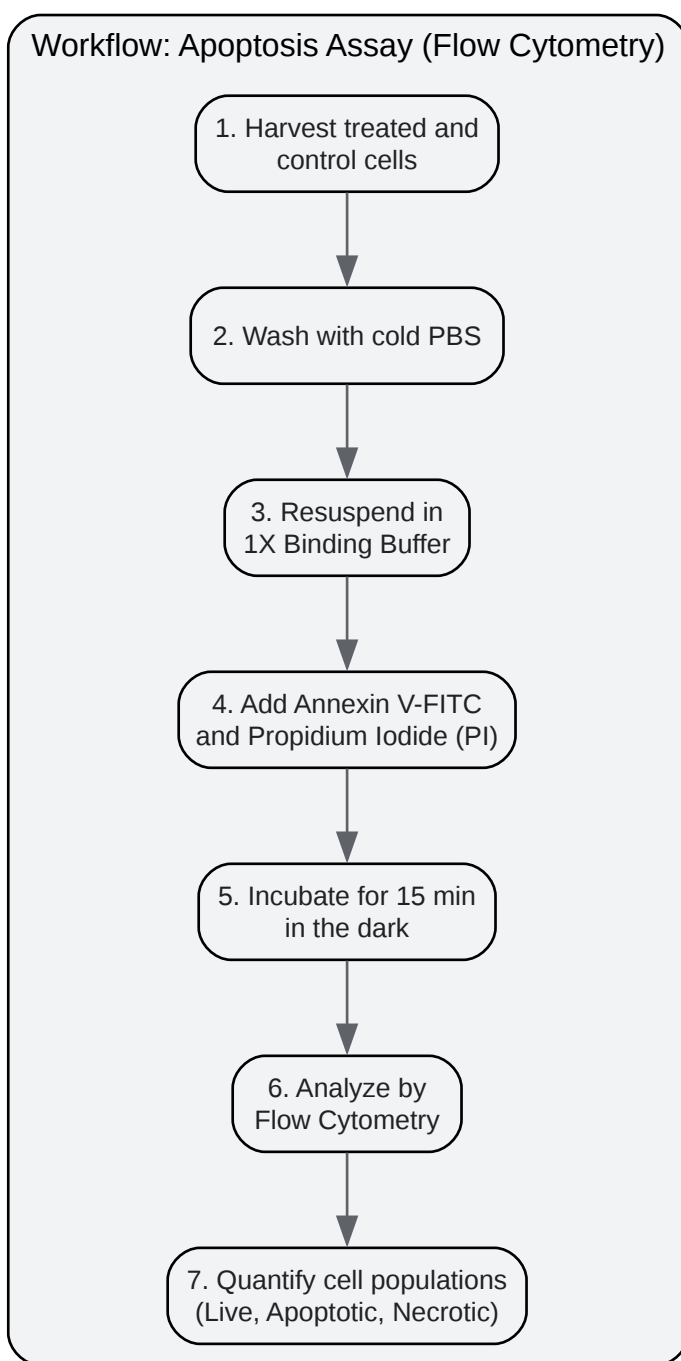 Workflow: Apoptosis Assay (Flow Cytometry)
1. Harvest treated and
control cells
2. Wash with cold PBS
3. Resuspend in
1X Binding Buffer
4. Add Annexin V-FITC
and Propidium Iodide (PI)
5. Incubate for 15 min
in the dark
6. Analyze by
Flow Cytometry
7. Quantify cell populations
(Live, Apoptotic, Necrotic)